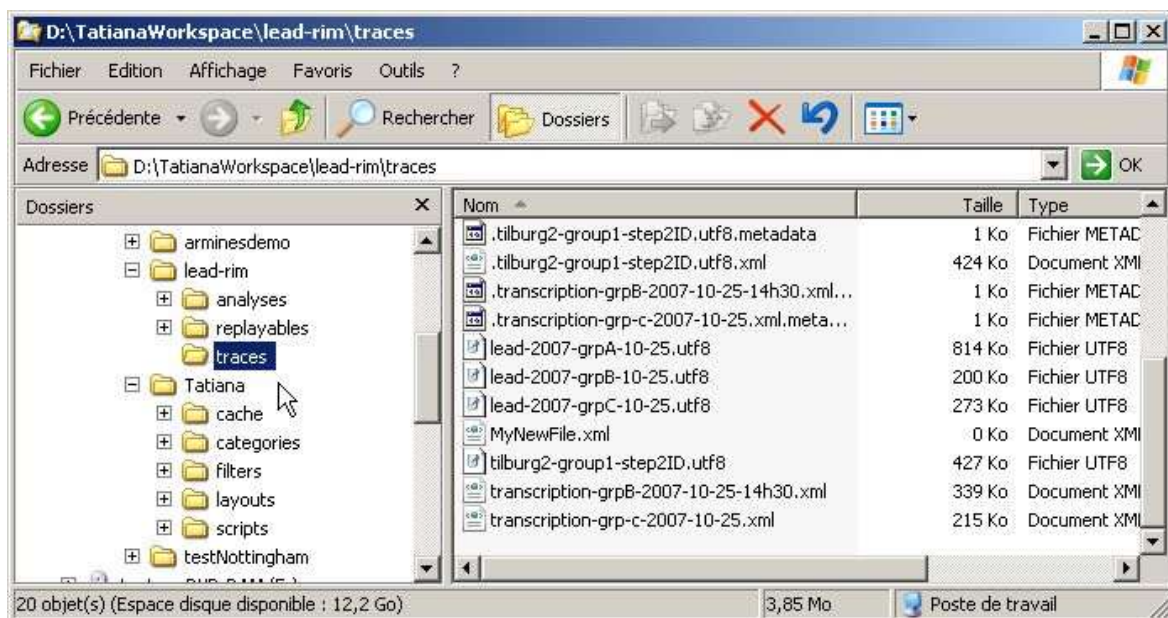 D:\TatianaWorkspace\lead-rim\traces
Fichier Edition Affichage Favoris Outils ?
Précédente Rechercher Dossiers
Adresse D:\TatianaWorkspace\lead-rim\traces OK
Dossiers
arminesdemo
lead-rim
analyses
replayables
traces
Tatiana
cache
categories
filters
layouts
scripts
testNottingham
Nom Taille Type
.tilburg2-group1-step2ID.utf8.metadata 1 Ko Fichier METAD
.tilburg2-group1-step2ID.utf8.xml 424 Ko Document XMI
.transcription-grpB-2007-10-25-14h30.xml... 1 Ko Fichier METAD
.transcription-grp-c-2007-10-25.xml.meta... 1 Ko Fichier METAD
lead-2007-grpA-10-25.utf8 814 Ko Fichier UTF8
lead-2007-grpB-10-25.utf8 200 Ko Fichier UTF8
lead-2007-grpC-10-25.utf8 273 Ko Fichier UTF8
MyNewFile.xml 0 Ko Document XMI
tilburg2-group1-step2ID.utf8 427 Ko Fichier UTF8
transcription-grpB-2007-10-25-14h30.xml 339 Ko Document XMI
transcription-grp-c-2007-10-25.xml 215 Ko Document XMI
20 objet(s) (Espace disque disponible : 12,2 Go) 3,85 Mo Poste de travail